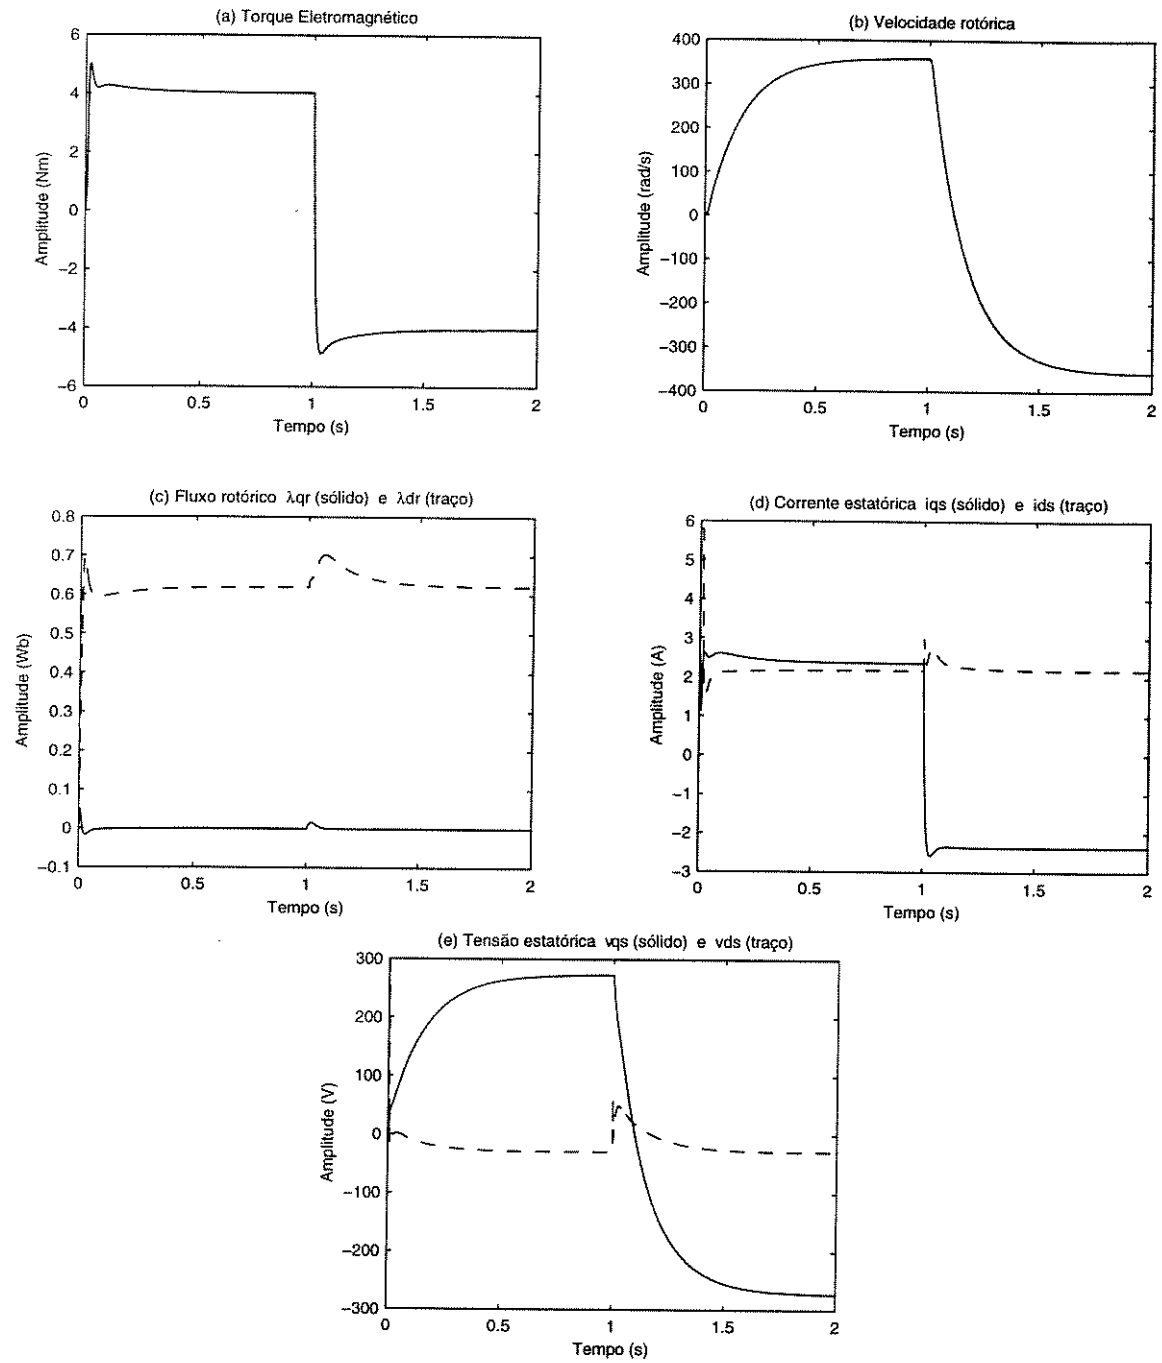 (a) Torque Eletromagnético
6
4
2
0
−2
−4
−6
Amplitude (Nm)
0 0.5 1 1.5 2
Tempo (s)
(b) Velocidade rotórica
400
300
200
100
0
−100
−200
−300
−400
Amplitude (rad/s)
0 0.5 1 1.5 2
Tempo (s)
(c) Fluxo rotórico λqr (sólido) e λdr (traço)
0.8
0.7
0.6
0.5
0.4
0.3
0.2
0.1
0
−0.1
Amplitude (Wb)
0 0.5 1 1.5 2
Tempo (s)
(d) Corrente estatórica iqs (sólido) e ids (traço)
6
5
4
3
2
1
0
−1
−2
−3
Amplitude (A)
0 0.5 1 1.5 2
Tempo (s)
(e) Tensão estatórica vqs (sólido) e vds (traço)
300
200
100
0
−100
−200
−300
Amplitude (V)
0 0.5 1 1.5 2
Tempo (s)